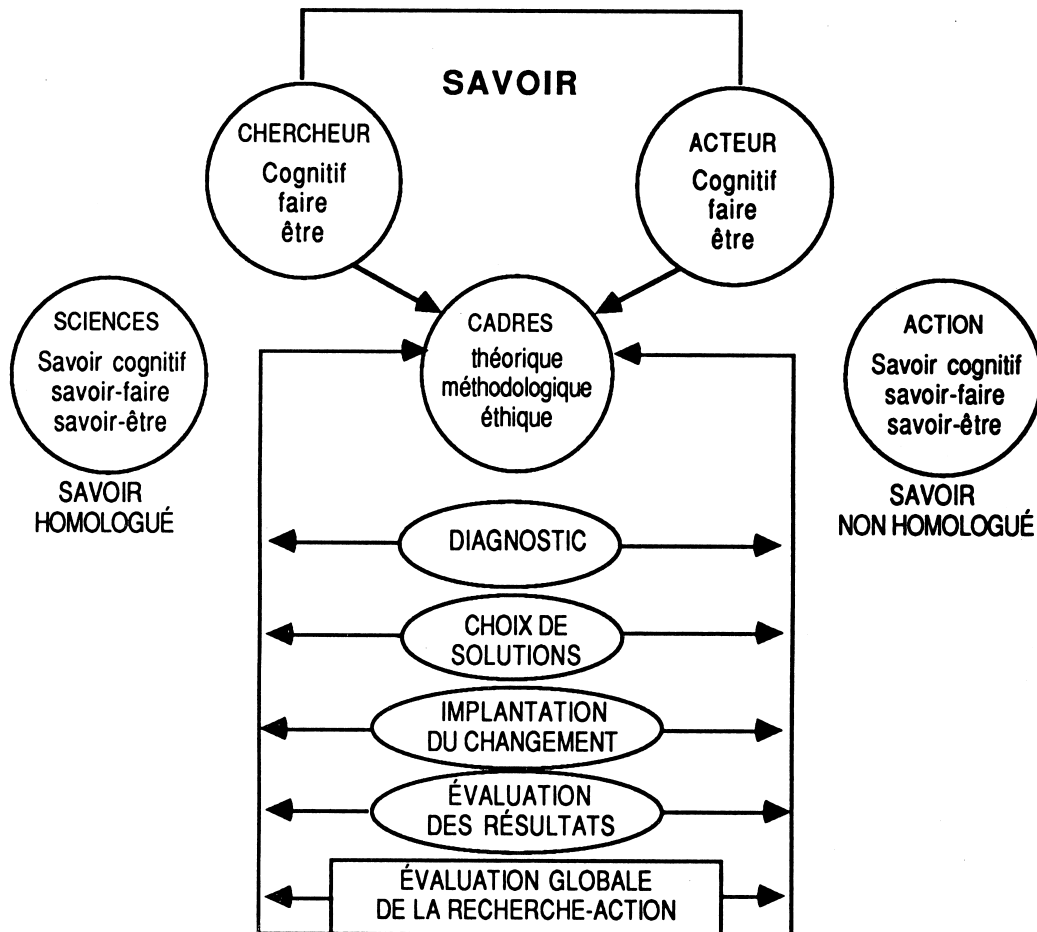 SAVOIR
CHERCHEUR
Cognitif
faire
être
ACTEUR
Cognitif
faire
être
SCIENCES
Savoir cognitif
savoir-faire
savoir-être
SAVOIR
HOMOLOGUÉ
CADRES
théorique
méthodologique
éthique
ACTION
Savoir cognitif
savoir-faire
savoir-être
SAVOIR
NON HOMOLOGUÉ
DIAGNOSTIC
CHOIX DE
SOLUTIONS
IMPLANTATION
DU CHANGEMENT
ÉVALUATION
DES RÉSULTATS
ÉVALUATION GLOBALE
DE LA RECHERCHE-ACTION